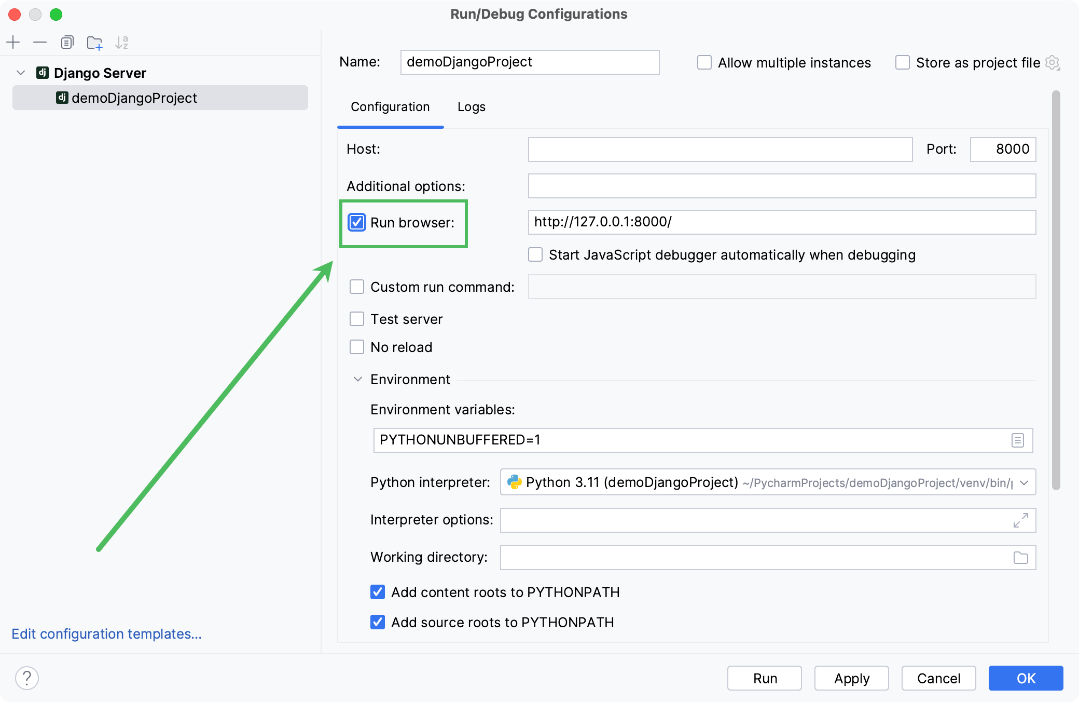 Run/Debug Configurations
Django Server
demoDjangoProject
Edit configuration templates...
Name: demoDjangoProject Allow multiple instances Store as project file
Configuration Logs
Host: Port: 8000
Additional options:
Run browser: http://127.0.0.1:8000/
Start JavaScript debugger automatically when debugging
Custom run command:
Test server
No reload
Environment
Environment variables:
PYTHONUNBUFFERED=1
Python interpreter: Python 3.11 (demoDjangoProject) ~/PycharmProjects/demoDjangoProject/venv/bin/
Interpreter options:
Working directory:
Add content roots to PYTHONPATH
Add source roots to PYTHONPATH
? Run Apply Cancel OK